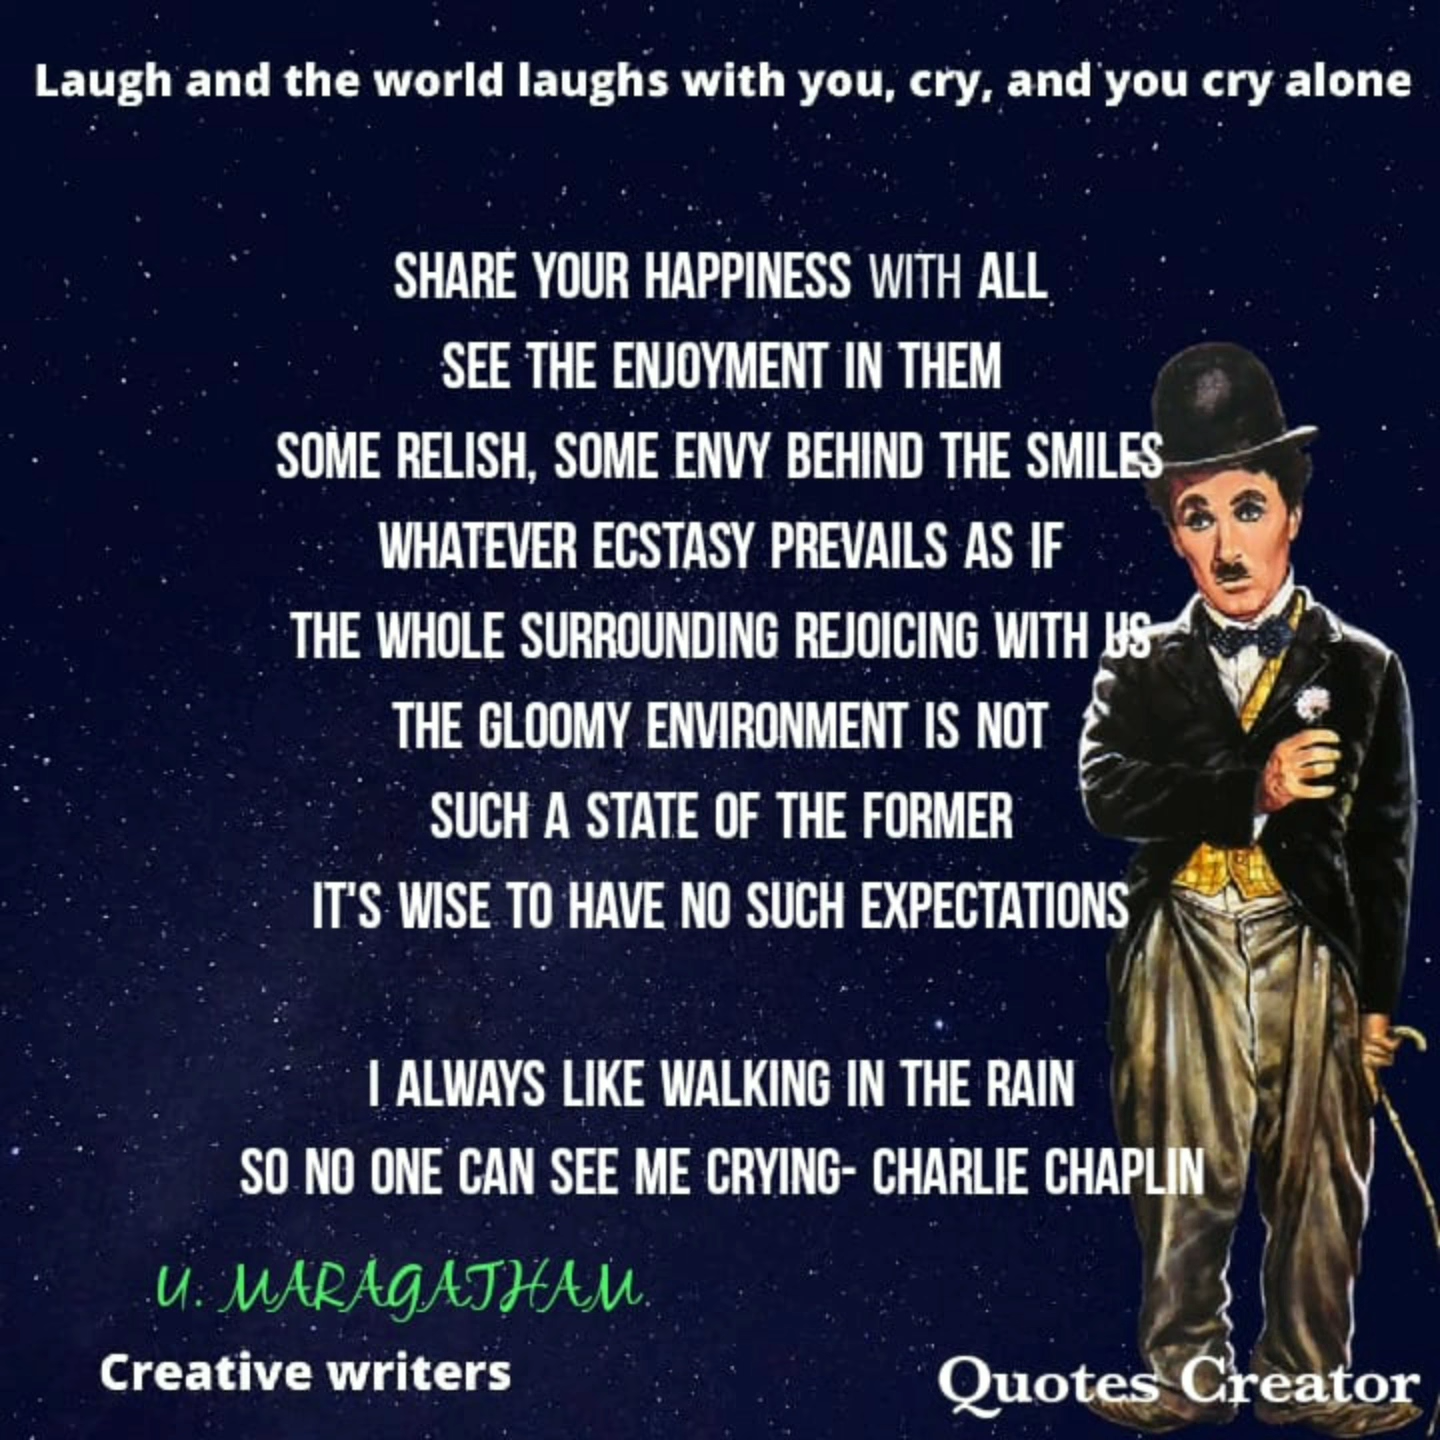 Laugh and the world laughs with you, cry, and you cry alone
SHARE YOUR HAPPINESS WITH ALL
SEE THE ENJOYMENT IN THEM
SOME RELISH, SOME ENVY BEHIND THE SMILES
WHATEVER ECSTASY PREVAILS AS IF
THE WHOLE SURROUNDING REJOICING WITH US
THE GLOOMY ENVIRONMENT IS NOT
SUCH A STATE OF THE FORMER
IT'S WISE TO HAVE NO SUCH EXPECTATIONS
I ALWAYS LIKE WALKING IN THE RAIN
SO NO ONE CAN SEE ME CRYING- CHARLIE CHAPLIN
U. MARAGATHAM
Creative writers
Quotes Creator